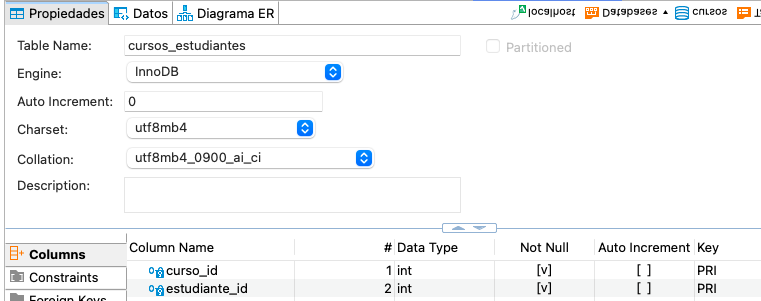 Propiedades Datos Diagrama ER localhost Databases cursos
Table Name: cursos_estudiantes Partitioned
Engine: InnoDB
Auto Increment: 0
Charset: utf8mb4
Collation: utf8mb4_0900_ai_ci
Description:
Columns
Constraints
Foreign Keys
Column Name # Data Type Not Null Auto Increment Key
curso_id 1 int [v] [ ] PRI
estudiante_id 2 int [v] [ ] PRI